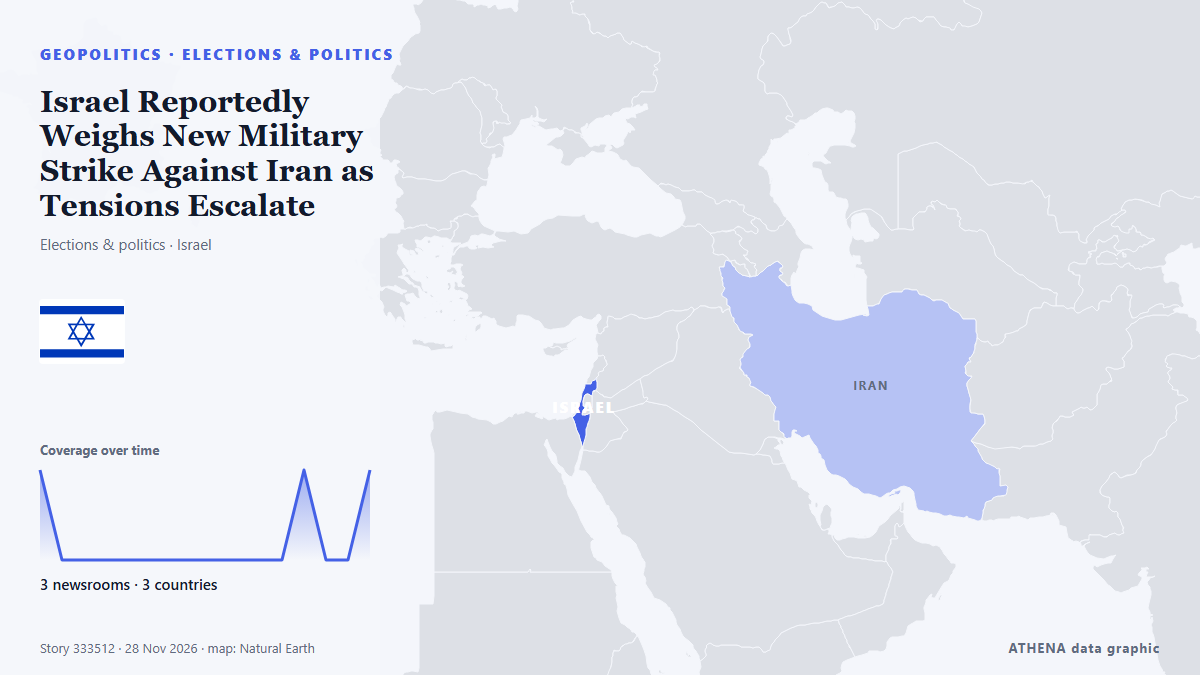 GEOPOLITICS · ELECTIONS & POLITICS
Israel Reportedly
Weighs New Military
Strike Against Iran as
Tensions Escalate
Elections & politics · Israel
IRAN
ISRAEL
Coverage over time
3 newsrooms · 3 countries
Story 333512 · 28 Nov 2026 · map: Natural Earth
ATHENA data graphic